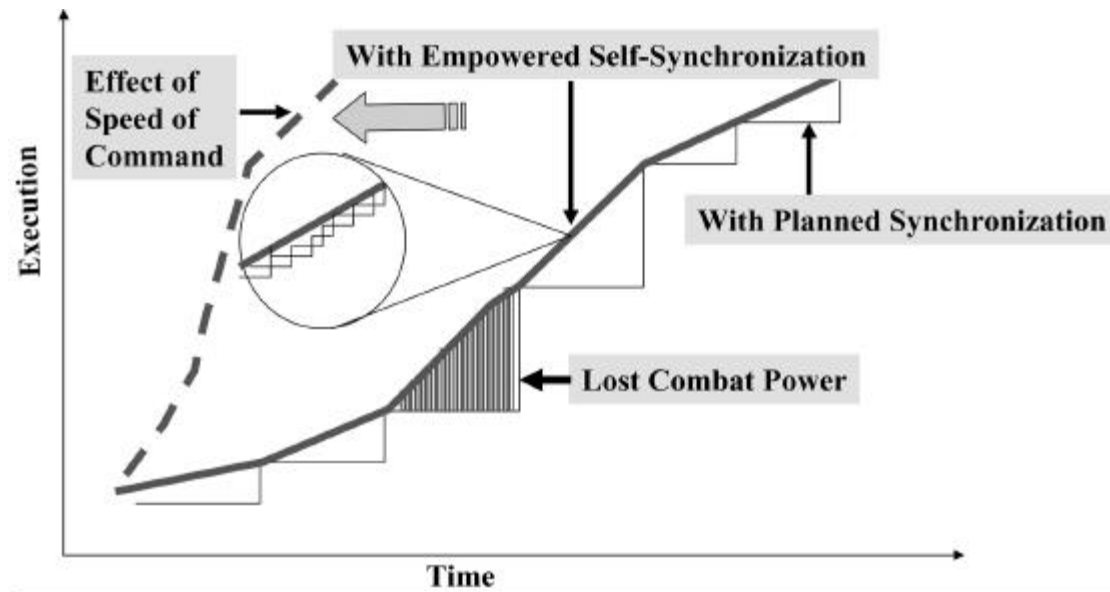 With Empowered Self-Synchronization
Effect of
Speed of
Command
With Planned Synchronization
Lost Combat Power
Execution
Time